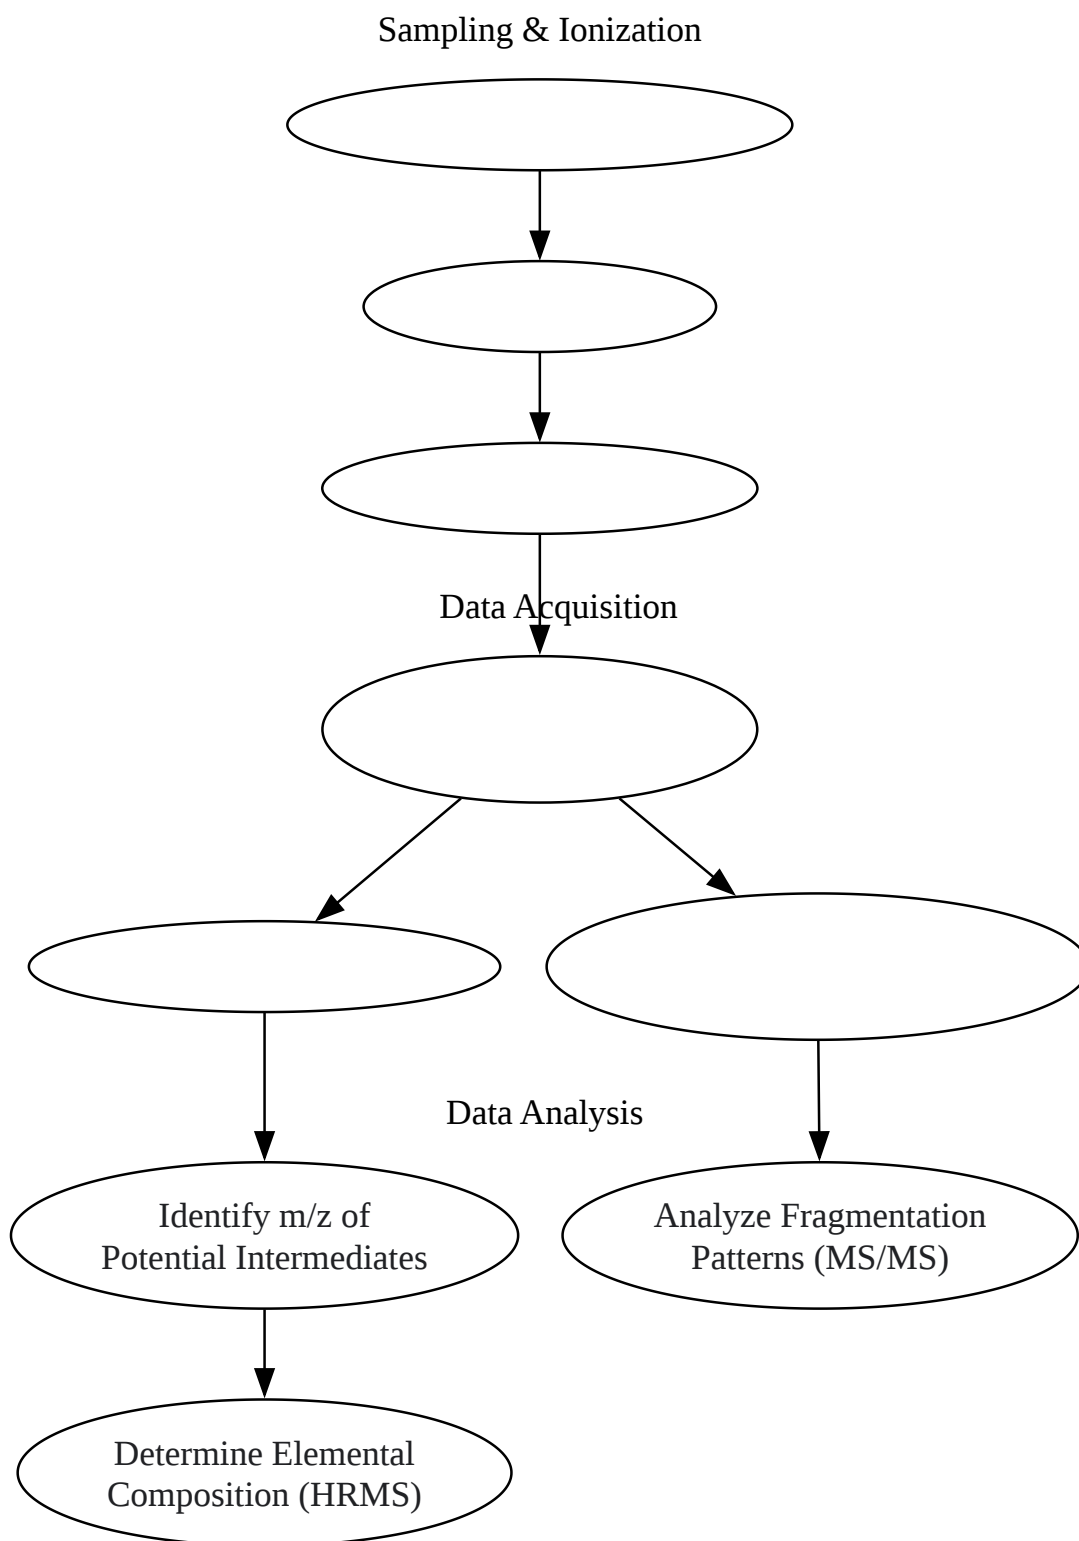 Sampling & Ionization
Data Acquisition
Data Analysis
Identify m/z of
Potential Intermediates
Analyze Fragmentation
Patterns (MS/MS)
Determine Elemental
Composition (HRMS)